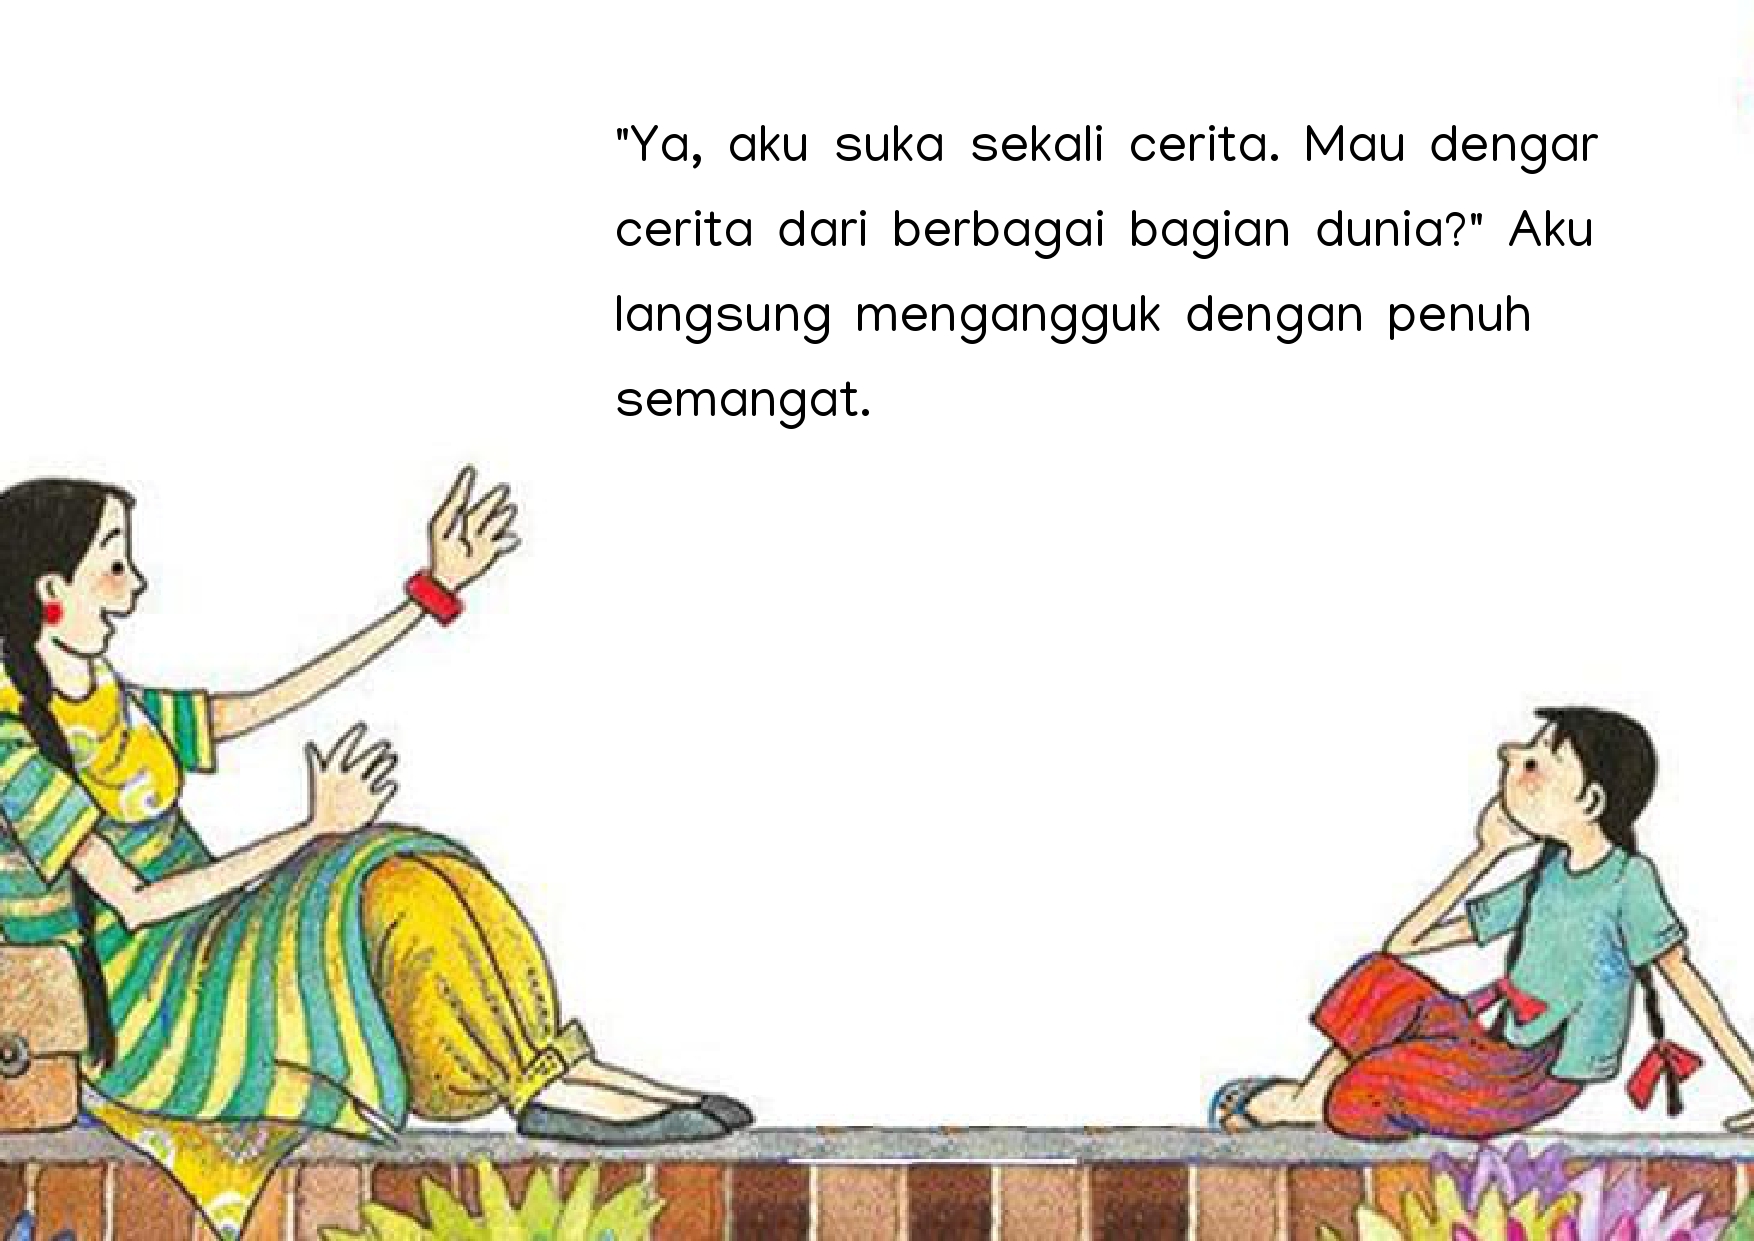 "Ya, aku suka sekali cerita. Mau dengar
cerita dari berbagai bagian dunia?" Aku
langsung mengangguk dengan penuh
semangat.